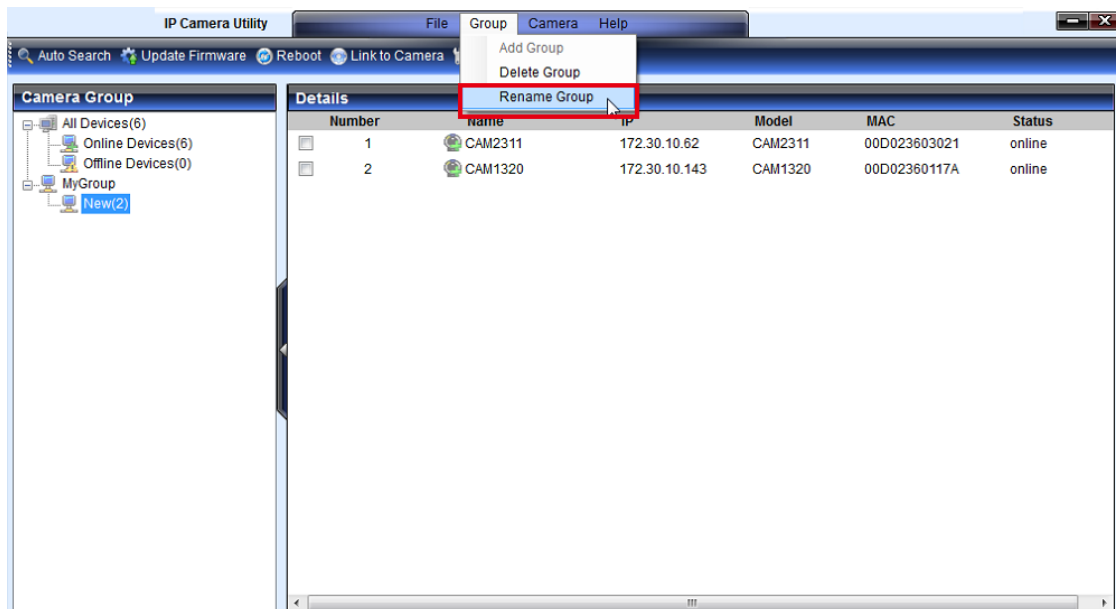 IP Camera Utility File Group Camera Help
Auto Search Update Firmware Reboot Link to Camera
Add Group
Delete Group
Rename Group
Camera Group
All Devices(6)
Online Devices(6)
Offline Devices(0)
MyGroup
New(2)
Details
Number Name IP Model MAC Status
1 CAM2311 172.30.10.62 CAM2311 00D023603021 online
2 CAM1320 172.30.10.143 CAM1320 00D02360117A online